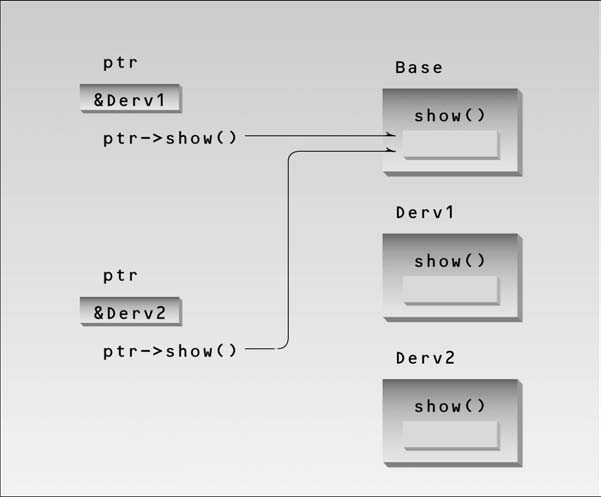 ptr
&Derv1
ptr->show()
ptr
&Derv2
ptr->show()
Base
show()
Derv1
show()
Derv2
show()